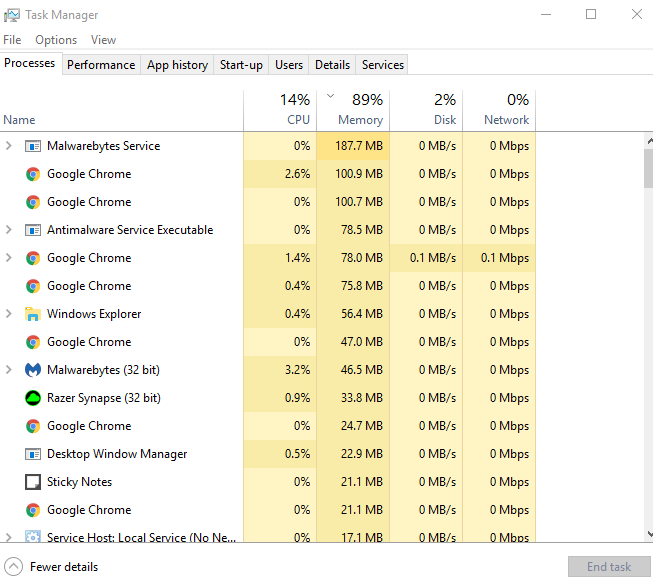 Task Manager
File Options View
Processes Performance App history Start-up Users Details Services
14% 89% 2% 0%
Name CPU Memory Disk Network
Malwarebytes Service 0% 187.7 MB 0 MB/s 0 Mbps
Google Chrome 2.6% 100.9 MB 0 MB/s 0 Mbps
Google Chrome 0% 100.7 MB 0 MB/s 0 Mbps
Antimalware Service Executable 0% 78.5 MB 0 MB/s 0 Mbps
Google Chrome 1.4% 78.0 MB 0.1 MB/s 0.1 Mbps
Google Chrome 0.4% 75.8 MB 0 MB/s 0 Mbps
Windows Explorer 0.4% 56.4 MB 0 MB/s 0 Mbps
Google Chrome 0% 47.0 MB 0 MB/s 0 Mbps
Malwarebytes (32 bit) 3.2% 46.5 MB 0 MB/s 0 Mbps
Razer Synapse (32 bit) 0.9% 33.8 MB 0 MB/s 0 Mbps
Google Chrome 0% 24.7 MB 0 MB/s 0 Mbps
Desktop Window Manager 0.5% 22.9 MB 0 MB/s 0 Mbps
Sticky Notes 0% 21.1 MB 0 MB/s 0 Mbps
Google Chrome 0% 21.1 MB 0 MB/s 0 Mbps
Service Host: Local Service (No Ne... 0% 17.1 MB 0 MB/s 0 Mbps
Fewer details End task